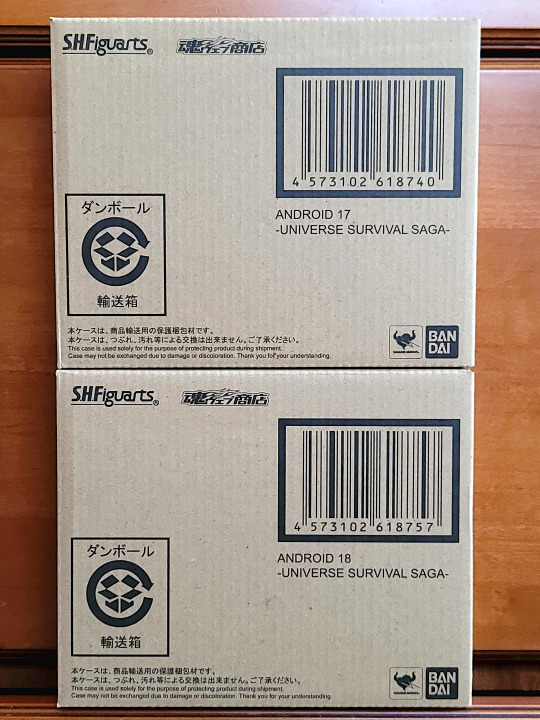 S.H.Figuarts®
魂ウェブ商店
4 573102 618740
ANDROID 17
-UNIVERSE SURVIVAL SAGA-
ダンボール
輸送箱
本ケースは、商品輸送用の保護梱包材です。
本ケースは、つぶれ、汚れ等による交換は出来ません。ご了承ください。
This case is used solely for the purpose of protecting product during shipment.
Case may not be exchanged due to damage or discoloration. Thank you for your understanding.
TAMASHII NATIONS
BAN
DAI
S.H.Figuarts®
魂ウェブ商店
4 573102 618757
ANDROID 18
-UNIVERSE SURVIVAL SAGA-
ダンボール
輸送箱
本ケースは、商品輸送用の保護梱包材です。
本ケースは、つぶれ、汚れ等による交換は出来ません。ご了承ください。
This case is used solely for the purpose of protecting product during shipment.
Case may not be exchanged due to damage or discoloration. Thank you for your understanding.
TAMASHII NATIONS
BAN
DAI